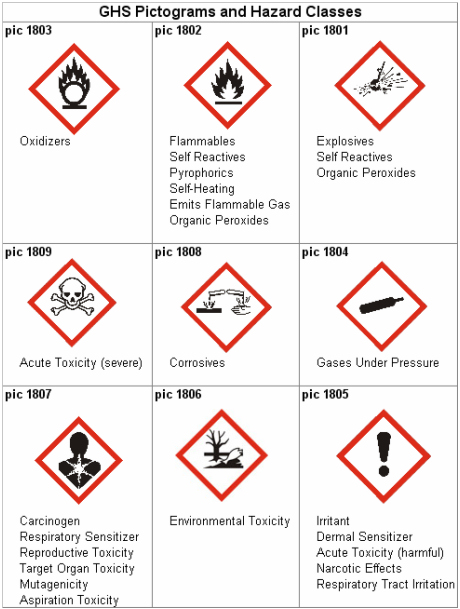 GHS Pictograms and Hazard Classes
pic 1803
Oxidizers
pic 1802
Flammables
Self Reactives
Pyrophorics
Self-Heating
Emits Flammable Gas
Organic Peroxides
pic 1801
Explosives
Self Reactives
Organic Peroxides
pic 1809
Acute Toxicity (severe)
pic 1808
Corrosives
pic 1804
Gases Under Pressure
pic 1807
Carcinogen
Respiratory Sensitizer
Reproductive Toxicity
Target Organ Toxicity
Mutagenicity
Aspiration Toxicity
pic 1806
Environmental Toxicity
pic 1805
Irritant
Dermal Sensitizer
Acute Toxicity (harmful)
Narcotic Effects
Respiratory Tract Irritation